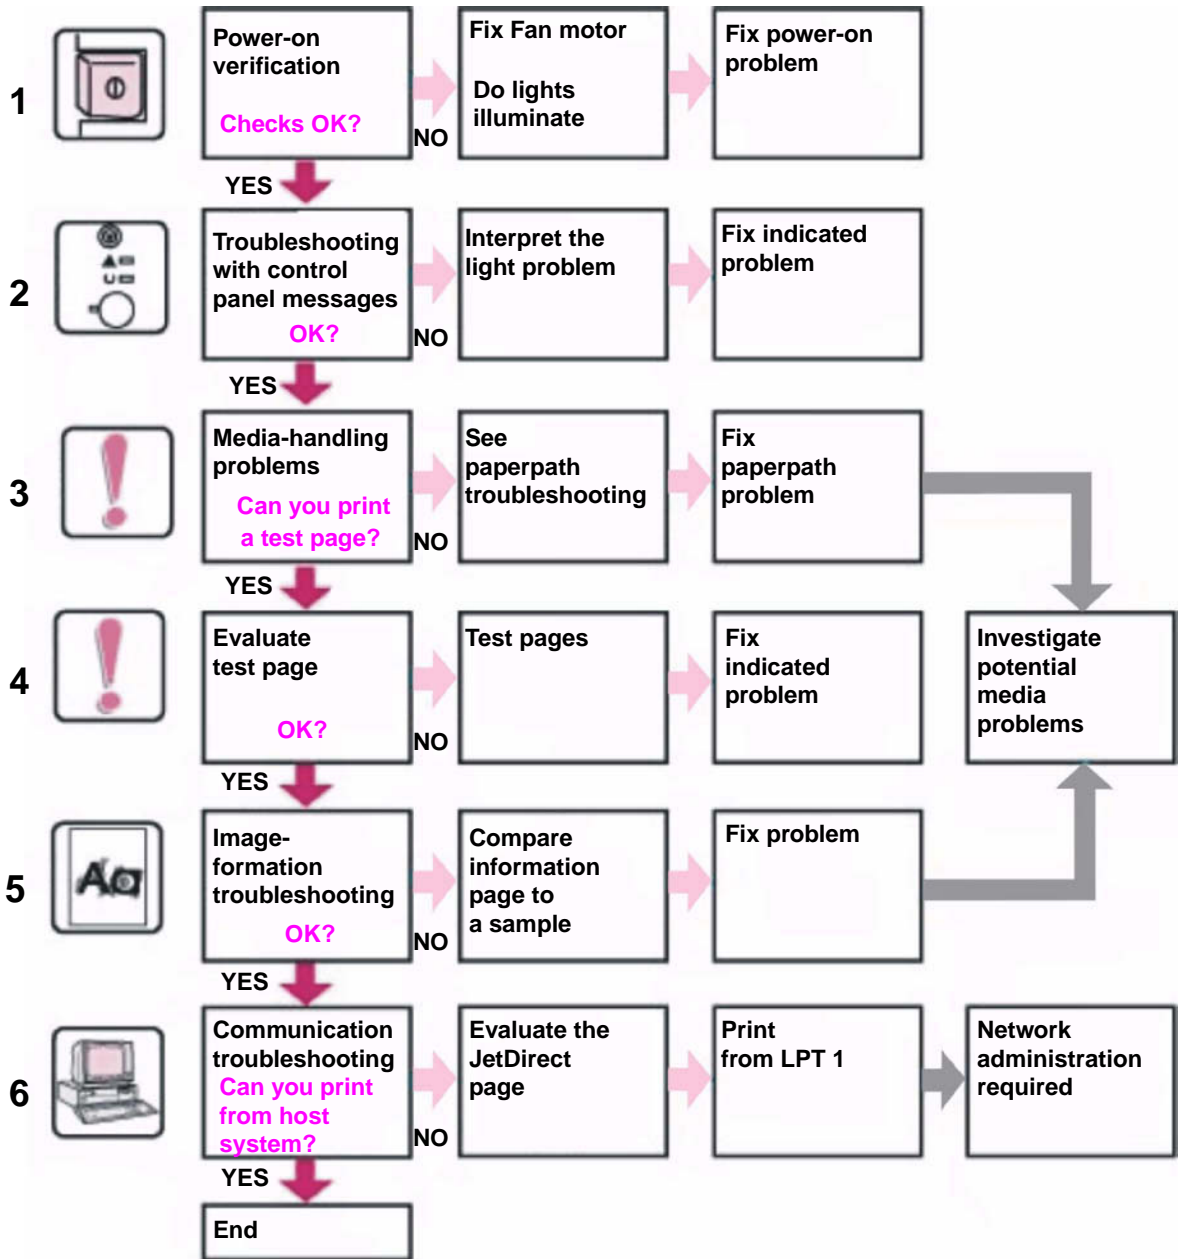 1
Power-on
verification
Checks OK?
NO
Fix Fan motor
Do lights
illuminate
Fix power-on
problem
YES
2
Troubleshooting
with control
panel messages
OK?
NO
Interpret the
light problem
Fix indicated
problem
YES
3
Media-handling
problems
Can you print
a test page?
NO
See
paperpath
troubleshooting
Fix
paperpath
problem
YES
4
Evaluate
test page
OK?
NO
Test pages
Fix
indicated
problem
Investigate
potential
media
problems
YES
5
Aa
Image-
formation
troubleshooting
OK?
NO
Compare
information
page to
a sample
Fix problem
YES
6
Communication
troubleshooting
Can you print
from host
system?
NO
Evaluate the
JetDirect
page
Print
from LPT 1
Network
administration
required
YES
End